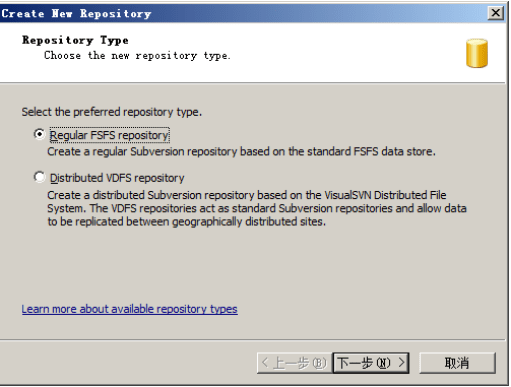 Create New Repository
Repository Type
Choose the new repository type.
Select the preferred repository type.
Regular FSFS repository
Create a regular Subversion repository based on the standard FSFS data store.
Distributed VDFS repository
Create a distributed Subversion repository based on the VisualSVN Distributed File
System. The VDFS repositories act as standard Subversion repositories and allow data
to be replicated between geographically distributed sites.
Learn more about available repository types
<上一步(B) 下一步(N) > 取消